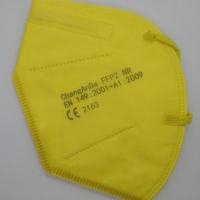 ChangAnDa FFP2 NR
EN 149:2001+A1:2009
CE 2163